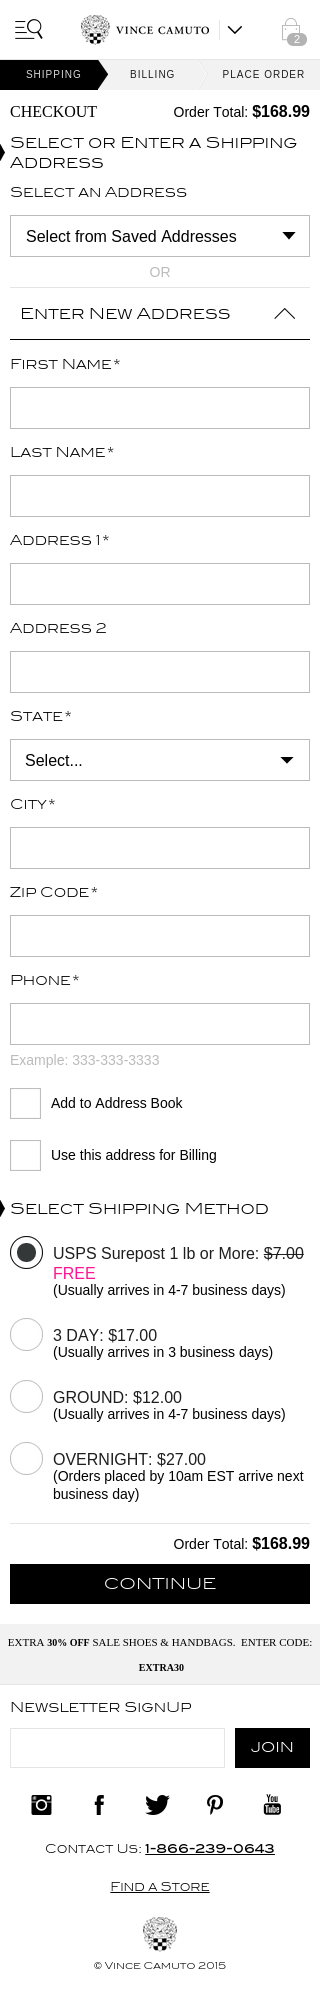 VINCE CAMUTO
2
SHIPPING BILLING PLACE ORDER
CHECKOUT Order Total: $168.99
Select or Enter a Shipping
Address
Select an Address
Select from Saved Addresses
OR
Enter New Address
First Name*
Last Name*
Address 1*
Address 2
State*
Select...
City*
Zip Code*
Phone*
Example: 333-333-3333
Add to Address Book
Use this address for Billing
Select Shipping Method
USPS Surepost 1 lb or More: $7.00
FREE
(Usually arrives in 4-7 business days)
3 DAY: $17.00
(Usually arrives in 3 business days)
GROUND: $12.00
(Usually arrives in 4-7 business days)
OVERNIGHT: $27.00
(Orders placed by 10am EST arrive next
business day)
Order Total: $168.99
CONTINUE
EXTRA 30% OFF SALE SHOES & HANDBAGS. ENTER CODE:
EXTRA30
Newsletter SignUp
JOIN
You Tube
Contact Us: 1-866-239-0643
Find a Store
© Vince Camuto 2015